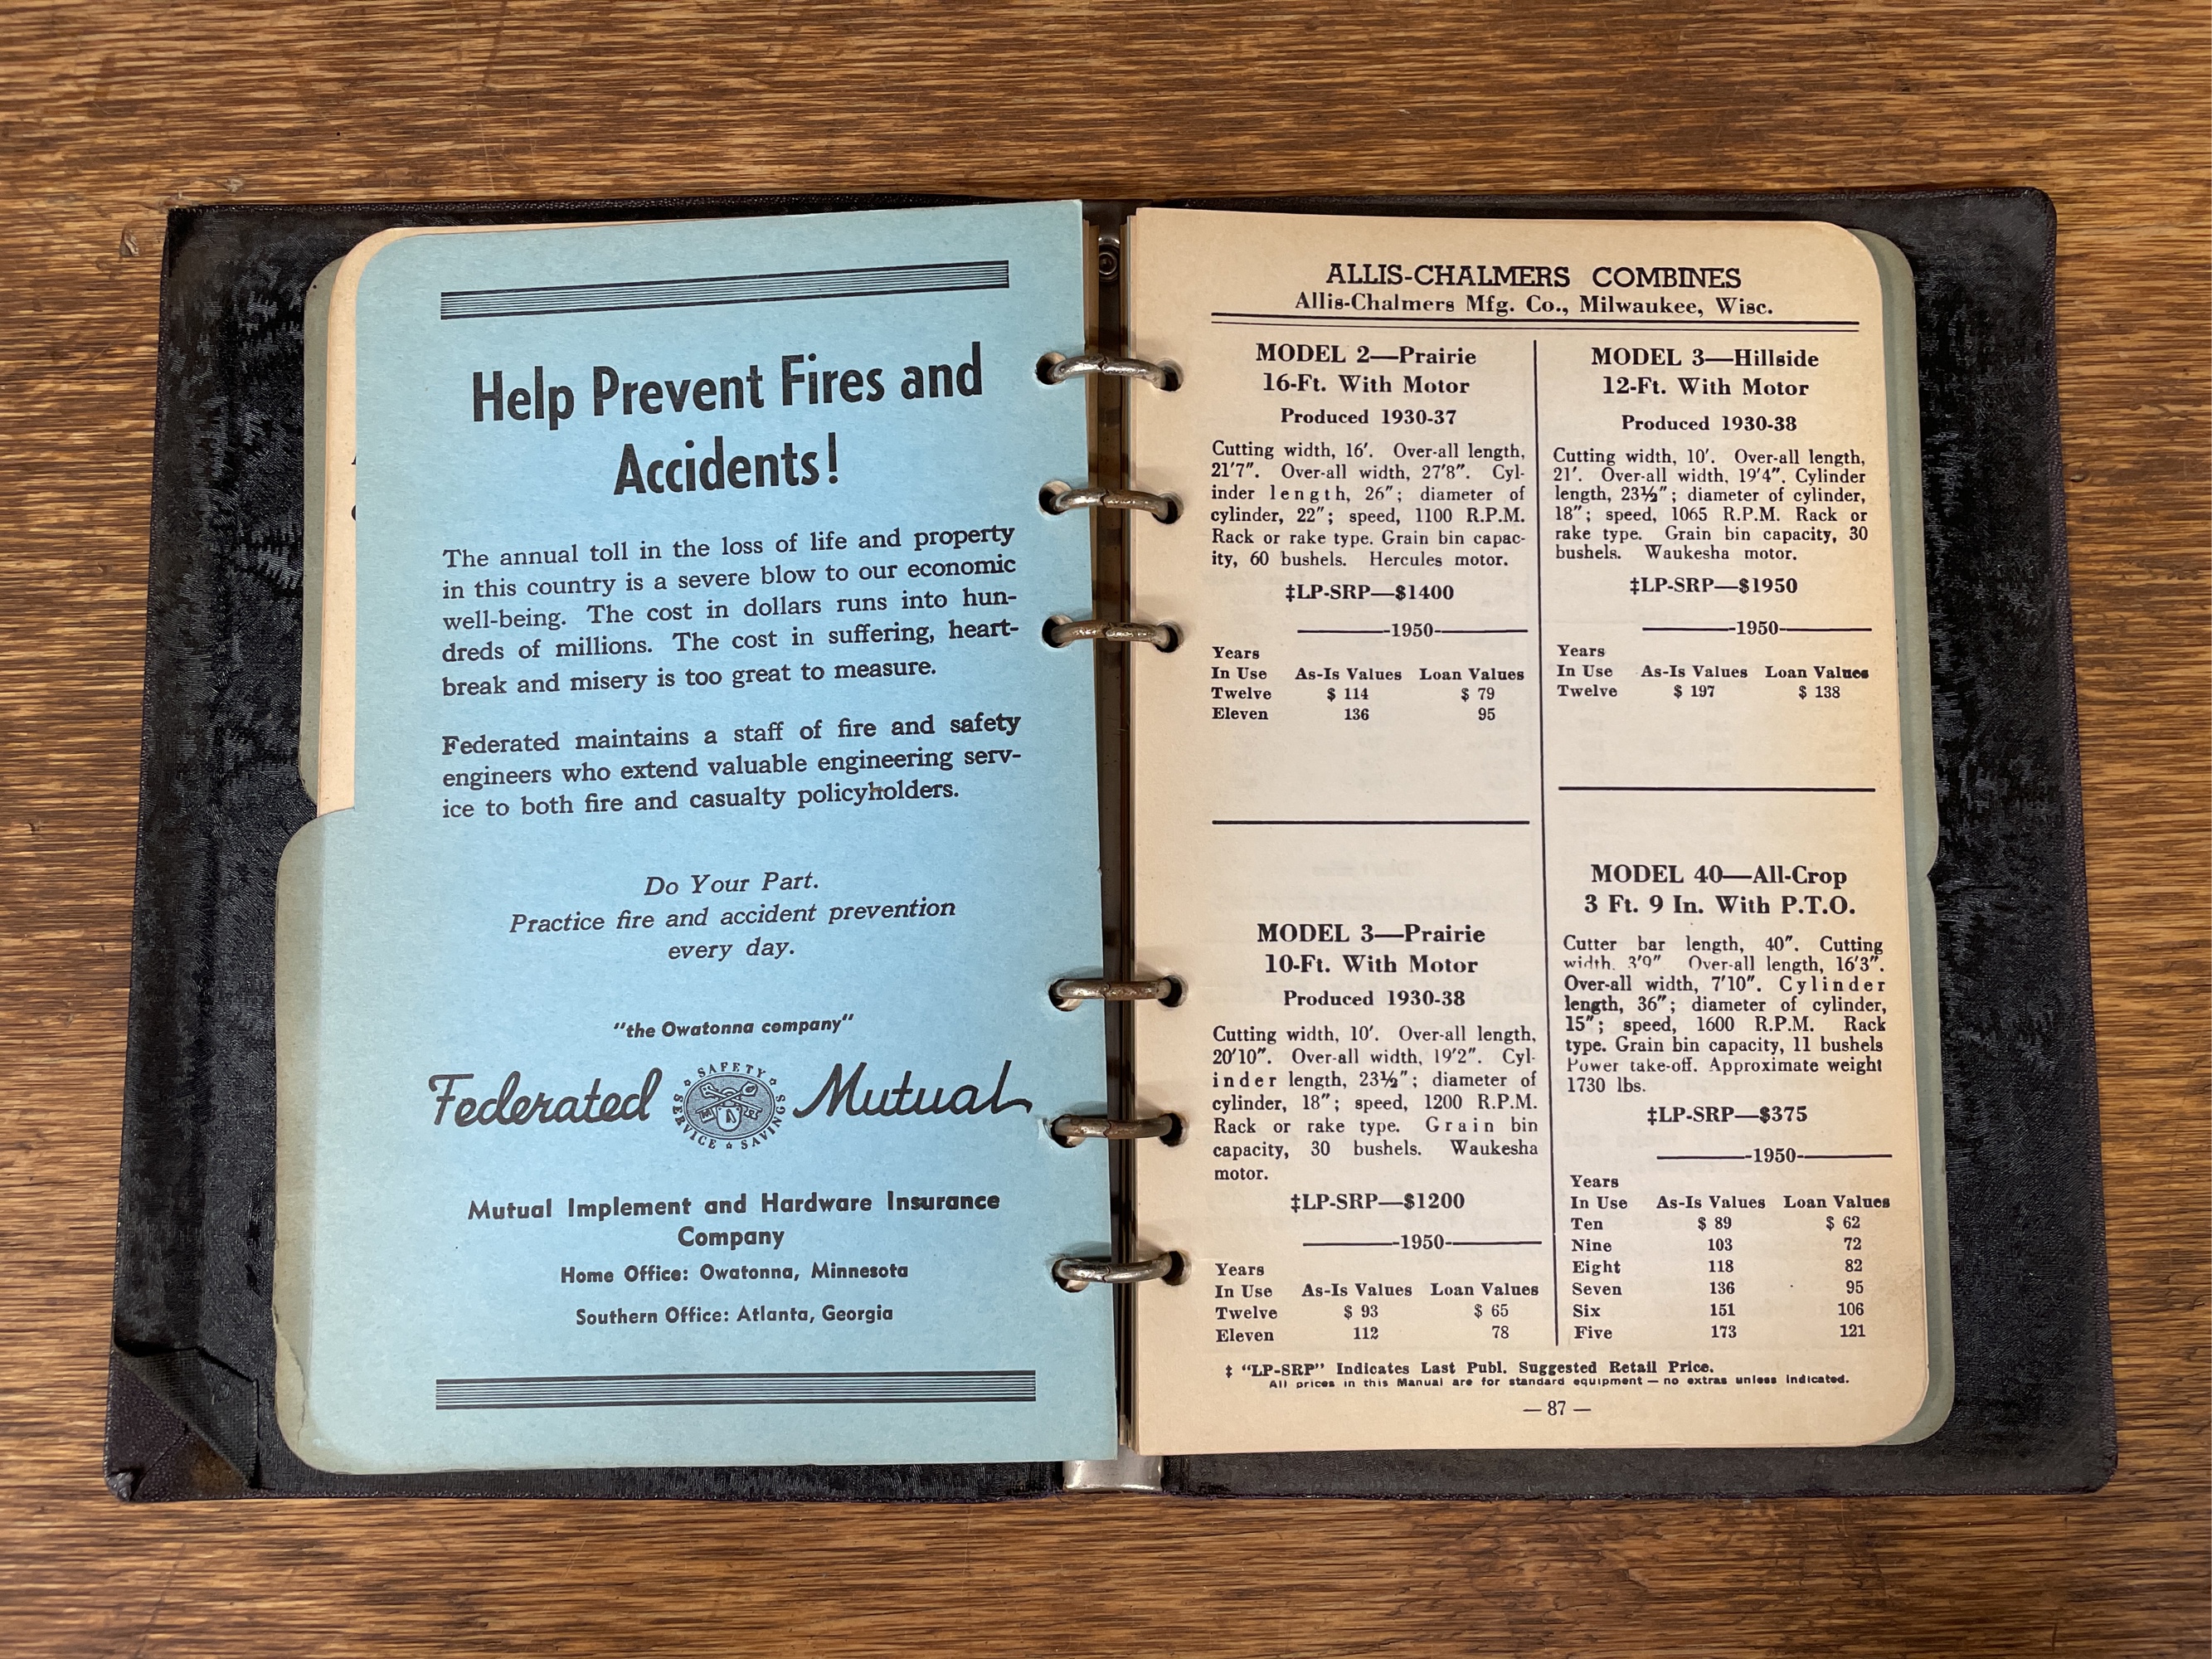 Help Prevent Fires and
Accidents!
The annual toll in the loss of life and property
in this country is a severe blow to our economic
well-being. The cost in dollars runs into hun-
dreds of millions. The cost in suffering, heart-
break and misery is too great to measure.
Federated maintains a staff of fire and safety
engineers who extend valuable engineering serv-
ice to both fire and casualty policyholders.
Do Your Part.
Practice fire and accident prevention
every day.
"the Owatonna company"
Federated SAFETY SERVICE SAVINGS Mutual
Mutual Implement and Hardware Insurance
Company
Home Office: Owatonna, Minnesota
Southern Office: Atlanta, Georgia
ALLIS-CHALMERS COMBINES
Allis-Chalmers Mfg. Co., Milwaukee, Wisc.
MODEL 2—Prairie
16-Ft. With Motor
Produced 1930-37
Cutting width, 16′. Over-all length,
21′7″. Over-all width, 27′8″. Cyl-
inder length, 26″; diameter of
cylinder, 22″; speed, 1100 R.P.M.
Rack or rake type. Grain bin capac-
ity, 60 bushels. Hercules motor.
‡LP-SRP—$1400
-1950-
Years
In Use As-Is Values Loan Values
Twelve $ 114 $ 79
Eleven 136 95
MODEL 3—Prairie
10-Ft. With Motor
Produced 1930-38
Cutting width, 10′. Over-all length,
20′10″. Over-all width, 19′2″. Cyl-
inder length, 23½″; diameter of
cylinder, 18″; speed, 1200 R.P.M.
Rack or rake type. Grain bin
capacity, 30 bushels. Waukesha
motor.
‡LP-SRP—$1200
-1950-
Years
In Use As-Is Values Loan Values
Twelve $ 93 $ 65
Eleven 112 78
MODEL 3—Hillside
12-Ft. With Motor
Produced 1930-38
Cutting width, 10′. Over-all length,
21′. Over-all width, 19′4″. Cylinder
length, 23½″; diameter of cylinder,
18″; speed, 1065 R.P.M. Rack or
rake type. Grain bin capacity, 30
bushels. Waukesha motor.
‡LP-SRP—$1950
-1950-
Years
In Use As-Is Values Loan Values
Twelve $ 197 $ 138
MODEL 40—All-Crop
3 Ft. 9 In. With P.T.O.
Cutter bar length, 40″. Cutting
width, 3′9″ Over-all length, 16′3″.
Over-all width, 7′10″. Cylinder
length, 36″; diameter of cylinder,
15″; speed, 1600 R.P.M. Rack
type. Grain bin capacity, 11 bushels
Power take-off. Approximate weight
1730 lbs.
‡LP-SRP—$375
-1950-
Years
In Use As-Is Values Loan Values
Ten $ 89 $ 62
Nine 103 72
Eight 118 82
Seven 136 95
Six 151 106
Five 173 121
‡ "LP-SRP" Indicates Last Publ. Suggested Retail Price.
All prices in this Manual are for standard equipment — no extras unless indicated.
— 87 —